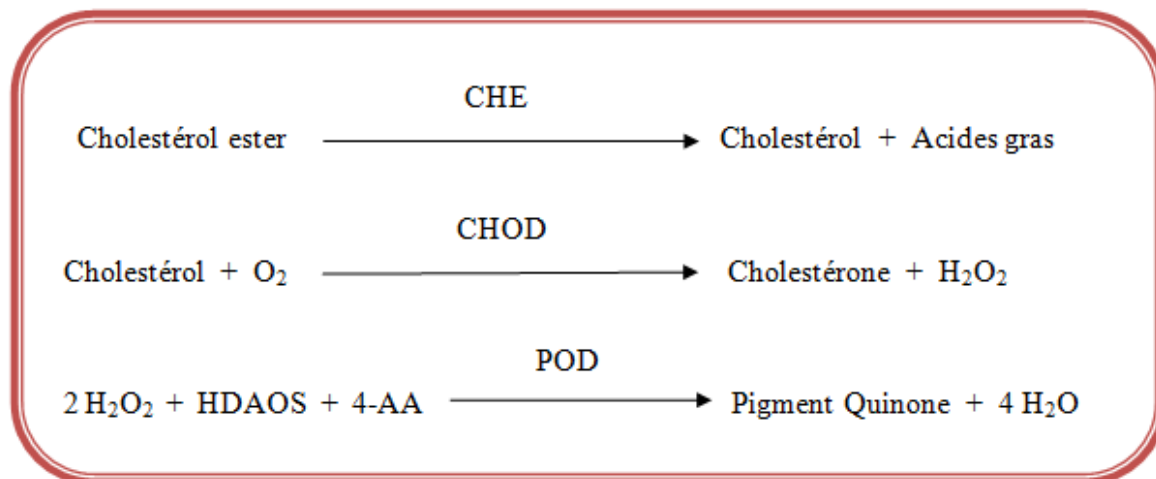 CHE
Cholestérol ester Cholestérol + Acides gras
CHOD
Cholestérol + O₂ Cholestérone + H₂O₂
POD
2 H₂O₂ + HDAOS + 4-AA Pigment Quinone + 4 H₂O